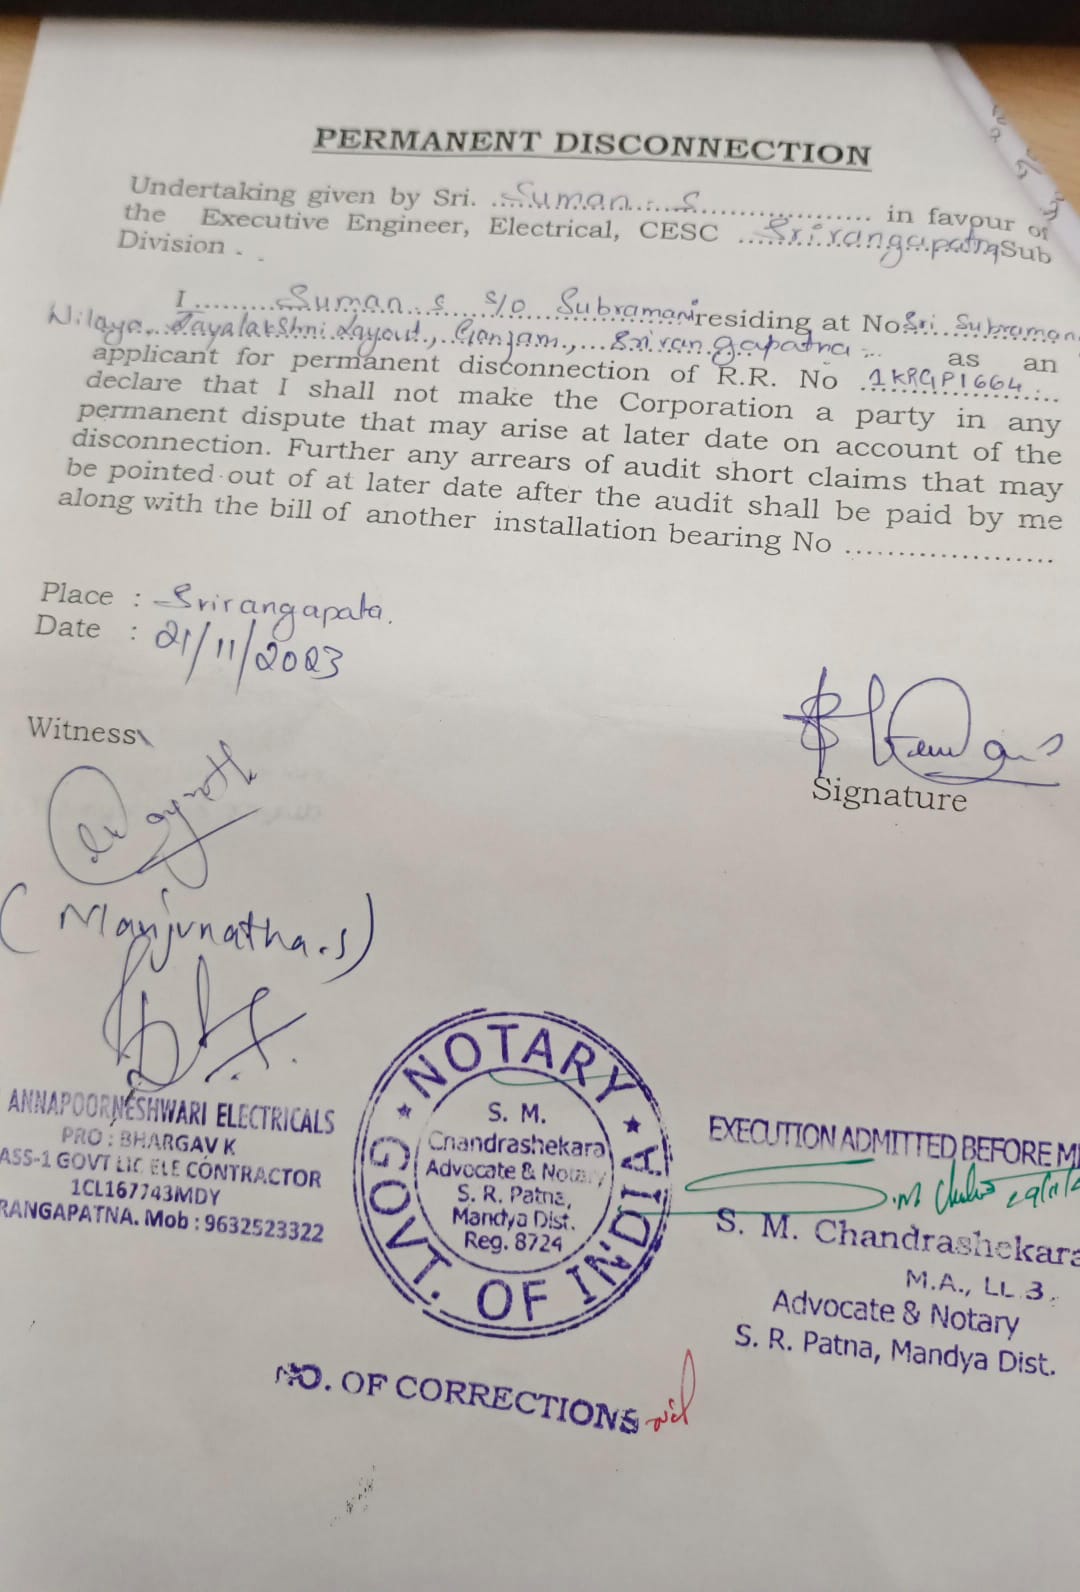 PERMANENT DISCONNECTION
Undertaking given by Sri. ..Suman. S................ in favour of
the Executive Engineer, Electrical, CESC ..Srirangapatna Sub
Division .
I ..........Suman. S S/o Subramani residing at No Sri. Subramani
Nilaya Jayalakshmi Layout, Ganjam, Srirangapatna as an
applicant for permanent disconnection of R.R. No 1KRGP1664
declare that I shall not make the Corporation a party in any
permanent dispute that may arise at later date on account of the
disconnection. Further any arrears of audit short claims that may
be pointed out of at later date after the audit shall be paid by me
along with the bill of another installation bearing No .....................
Place : Srirangapata.
Date : 21/11/2023
Witness
Signature
(Manjunatha.S)
ANNAPOORNESHWARI ELECTRICALS
PRO : BHARGAV K
ASS-1 GOVT LIC ELE CONTRACTOR
1CL167743MDY
RANGAPATNA. Mob : 9632523322
★ NOTARY ★
GOVT. OF INDIA
S. M.
Chandrashekara
Advocate & Notary
S. R. Patna,
Mandya Dist.
Reg. 8724
EXECUTION ADMITTED BEFORE ME
S. M. Chandrashekara
M.A., LL.B.
Advocate & Notary
S. R. Patna, Mandya Dist.
NO. OF CORRECTIONS nil